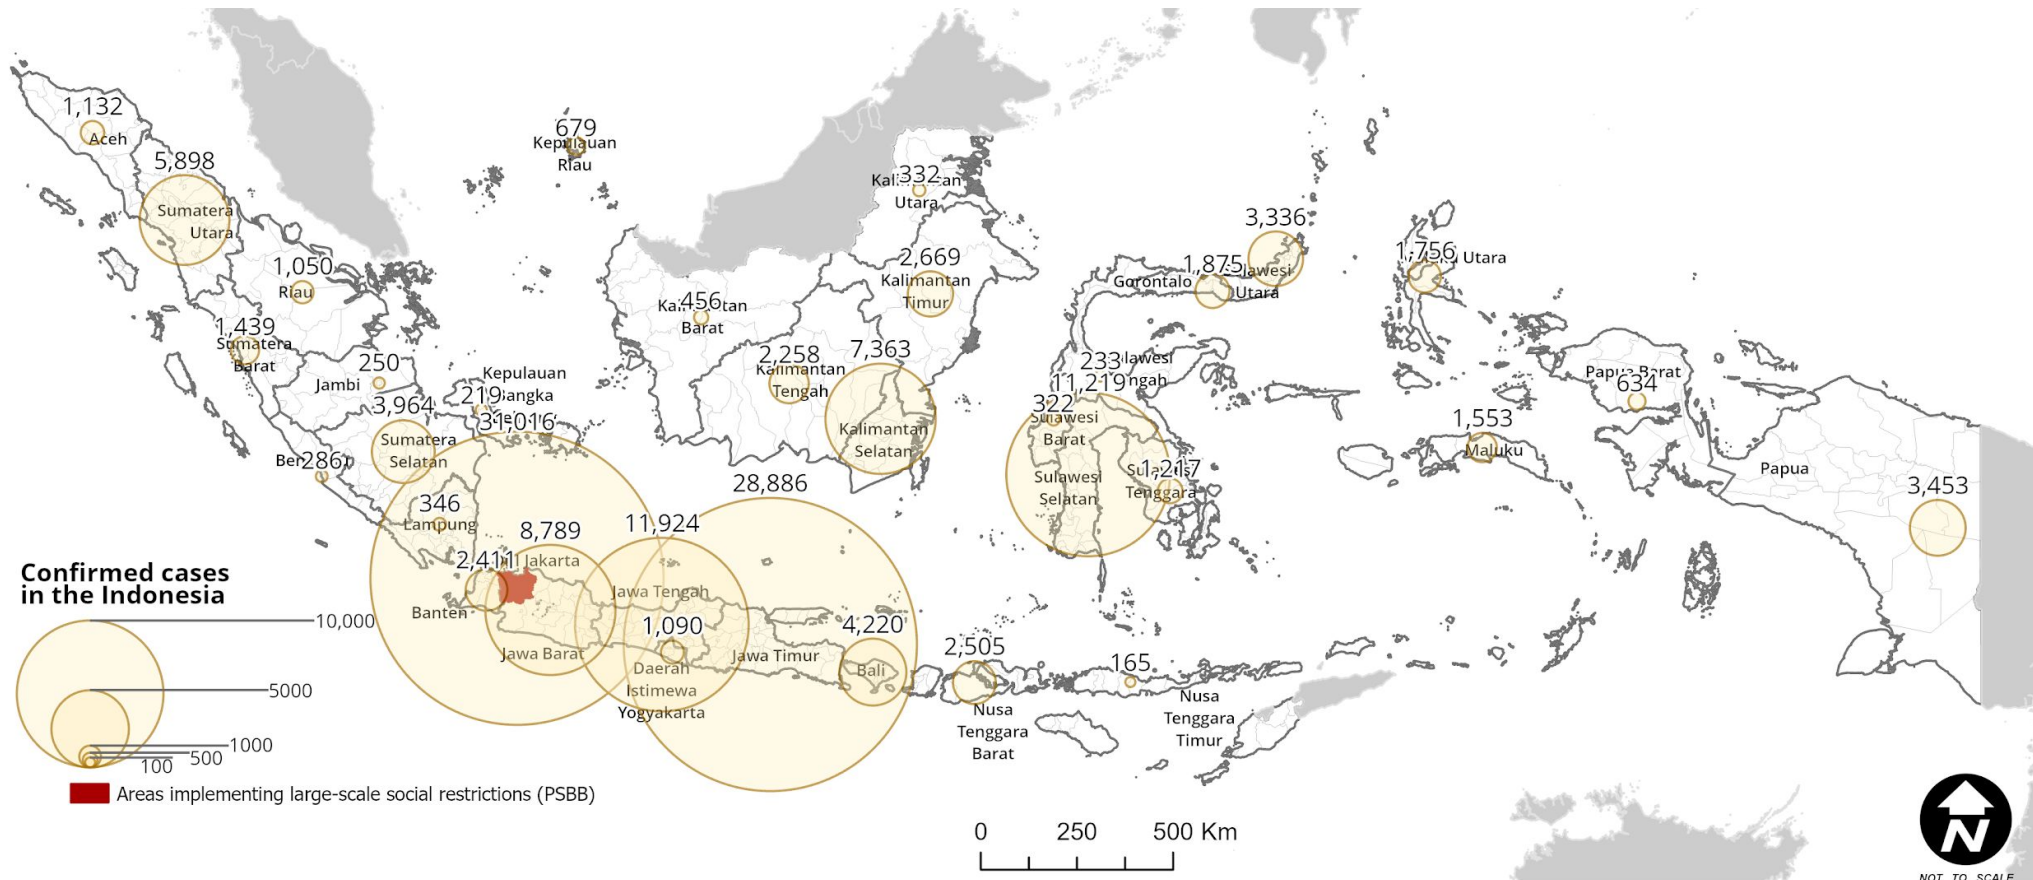 1,132
Aceh
5,898
Sumatera
Utara
1,050
Riau
1,439
Sumatera
Barat
679
Kepulauan
Riau
250
Jambi
Kepulauan
219
Bangka
31,016
3,964
Sumatera
Selatan
286
346
Lampung
2,411
8,789
Jakarta
Banten
Jawa Barat
11,924
Jawa Tengah
1,090
Daerah
Istimewa
Yogyakarta
28,886
Jawa Timur
4,220
Bali
2,505
Nusa
Tenggara
Barat
165
Nusa
Tenggara
Timur
332
Utara
2,669
Kalimantan
Timur
456
Barat
2,258
Kalimantan
Tengah
7,363
Kalimantan
Selatan
3,336
1,875
Gorontalo
Utara
233
11,219
322
Sulawesi
Barat
Sulawesi
Selatan
1,217
Tenggara
1,756
Utara
Papua Barat
634
1,553
Maluku
Papua
3,453
Confirmed cases
in the Indonesia
10,000
5000
1000
500
100
Areas implementing large-scale social restrictions (PSBB)
0 250 500 Km
N
NOT TO SCALE